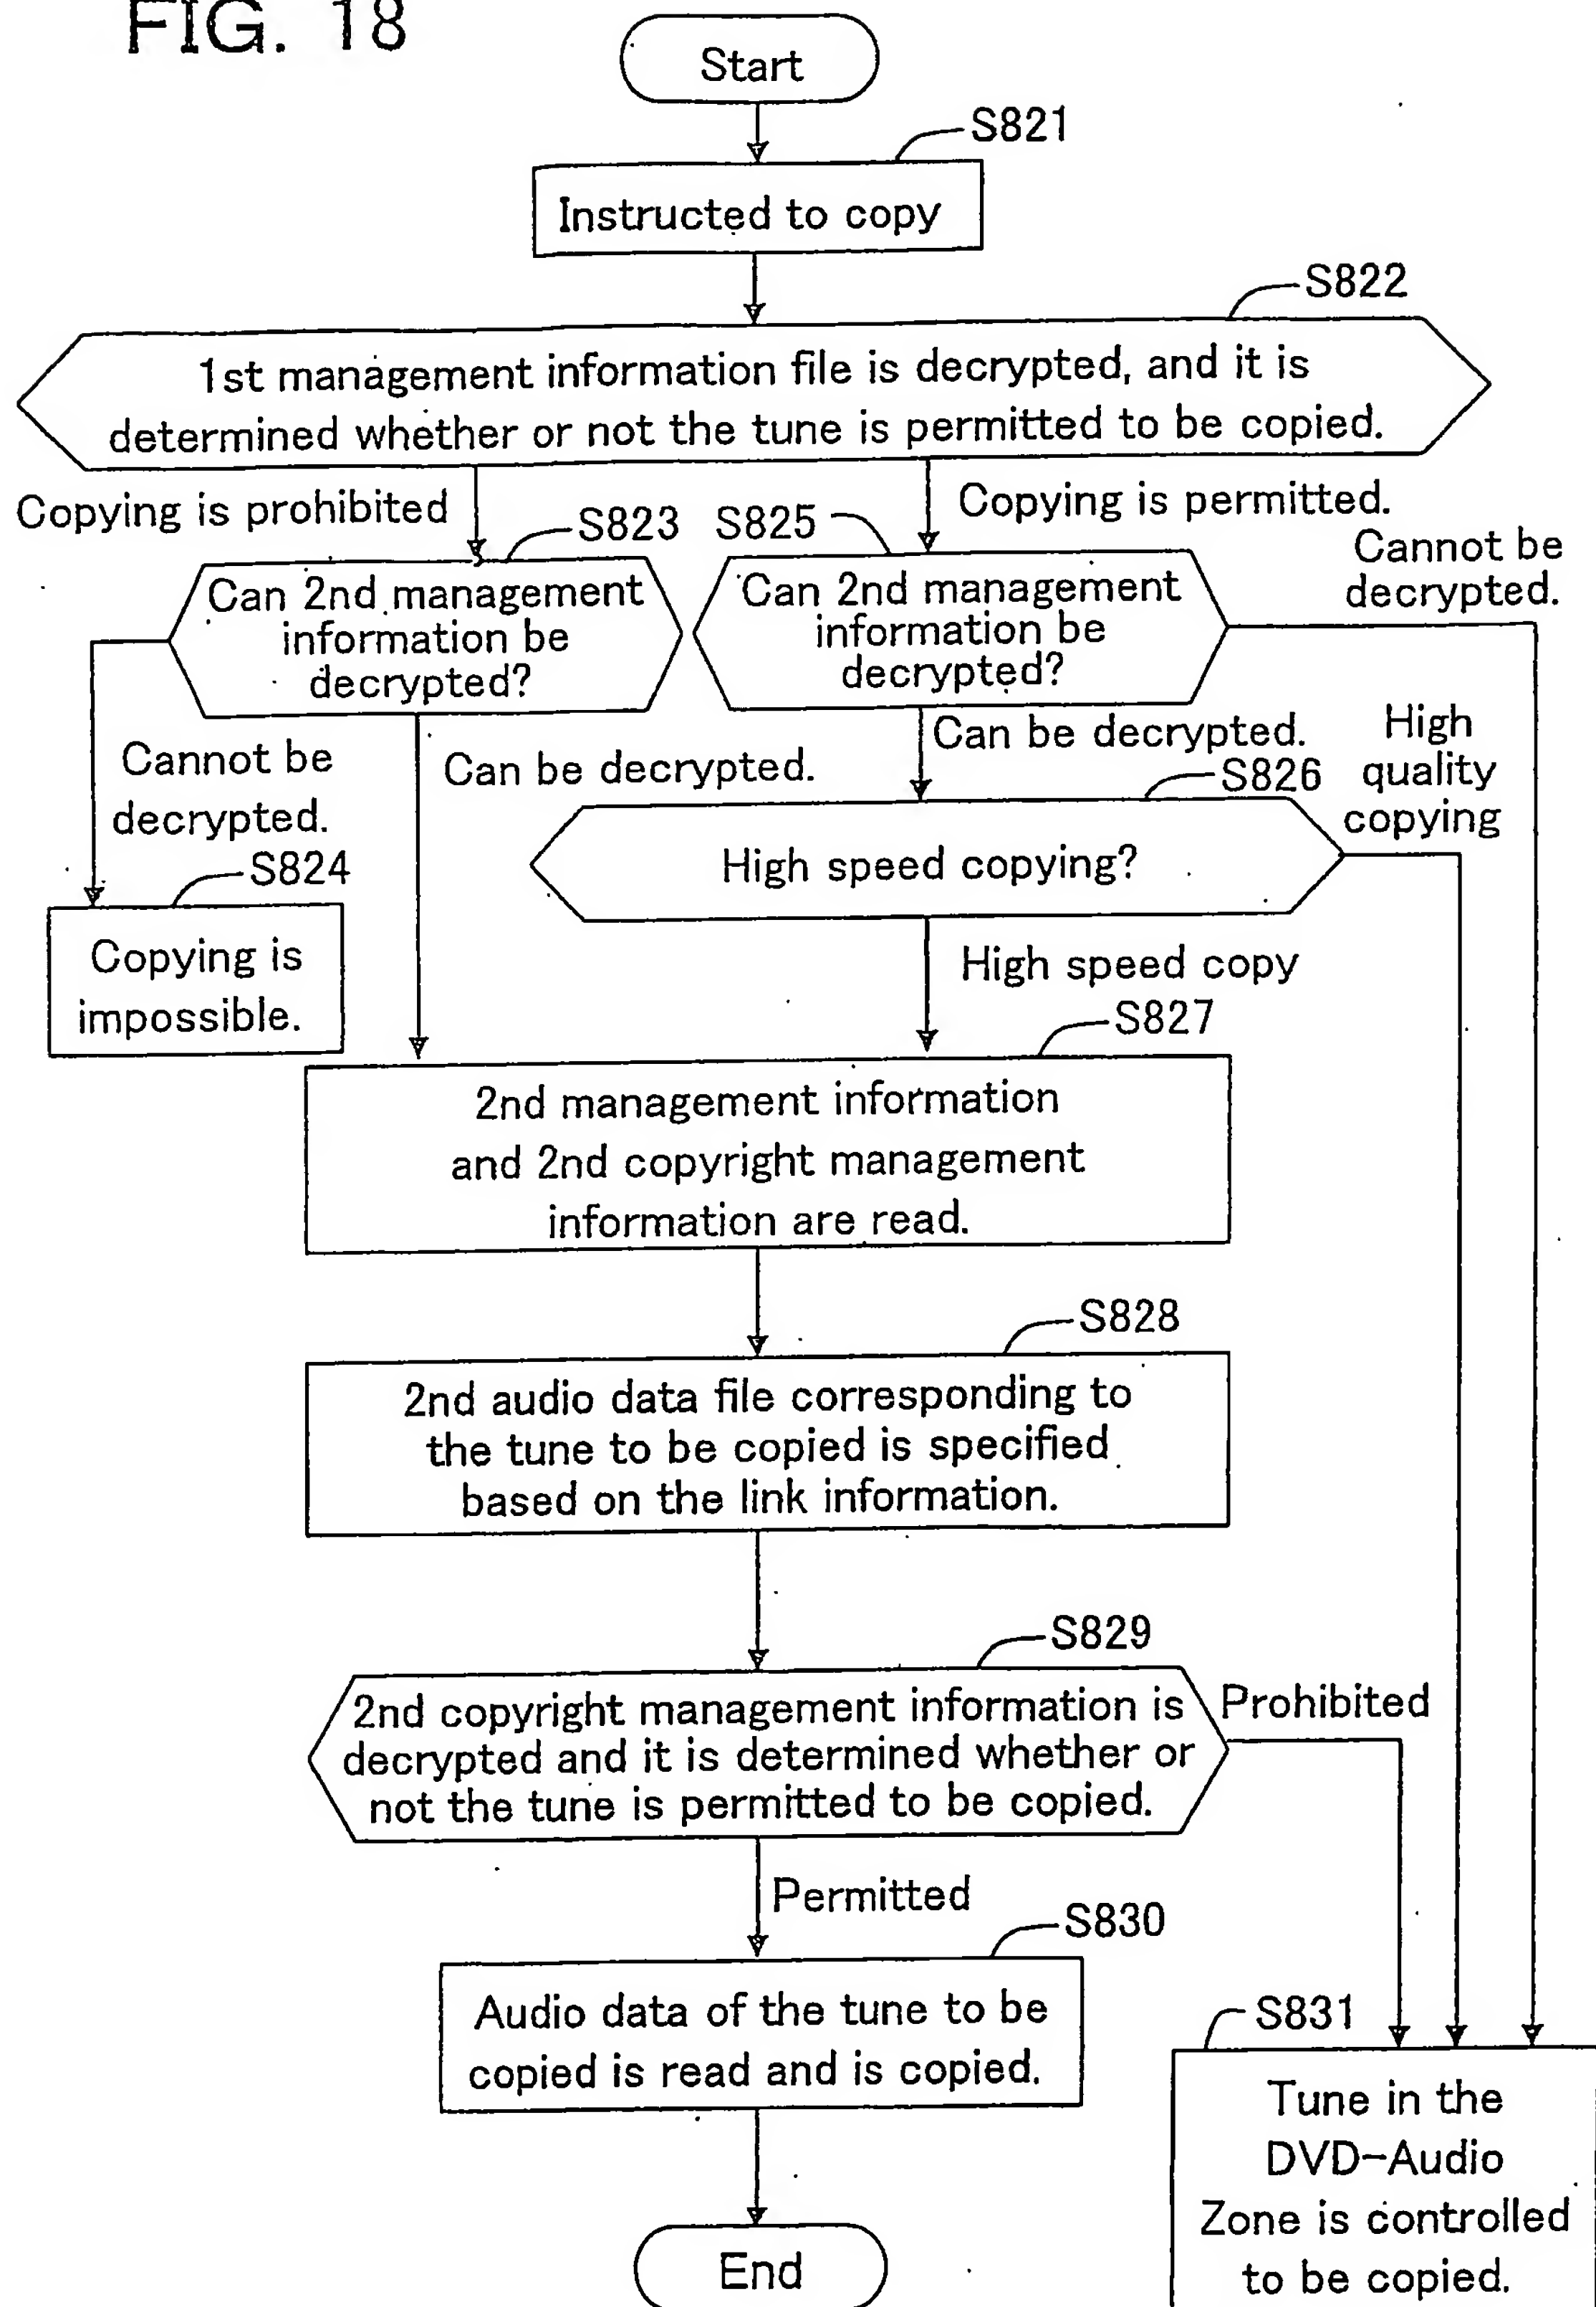 FIG. 18
Start
S821
Instructed to copy
S822
1st management information file is decrypted, and it is
determined whether or not the tune is permitted to be copied.
Copying is prohibited
Copying is permitted.
S823
S825
Cannot be
decrypted.
Can 2nd management
information be
decrypted?
Can 2nd management
information be
decrypted?
Cannot be
decrypted.
Can be decrypted.
Can be decrypted.
High
quality
copying
S826
High speed copying?
S824
Copying is
impossible.
High speed copy
S827
2nd management information
and 2nd copyright management
information are read.
S828
2nd audio data file corresponding to
the tune to be copied is specified
based on the link information.
S829
2nd copyright management information is
decrypted and it is determined whether or
not the tune is permitted to be copied.
Prohibited
Permitted
S830
Audio data of the tune to be
copied is read and is copied.
S831
Tune in the
DVD-Audio
Zone is controlled
to be copied.
End